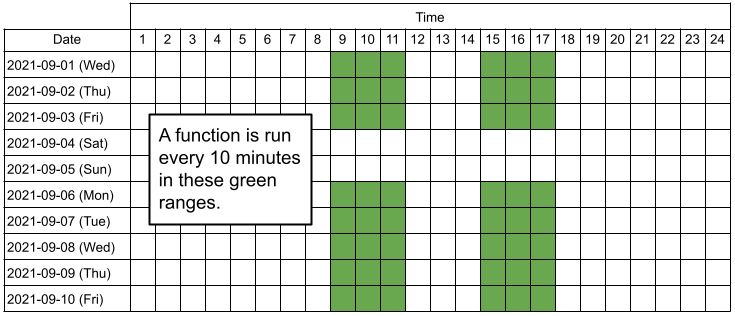 Time
Date 1 2 3 4 5 6 7 8 9 10 11 12 13 14 15 16 17 18 19 20 21 22 23 24
2021-09-01 (Wed)
2021-09-02 (Thu)
2021-09-03 (Fri)
2021-09-04 (Sat)
2021-09-05 (Sun)
2021-09-06 (Mon)
2021-09-07 (Tue)
2021-09-08 (Wed)
2021-09-09 (Thu)
2021-09-10 (Fri)
A function is run
every 10 minutes
in these green
ranges.